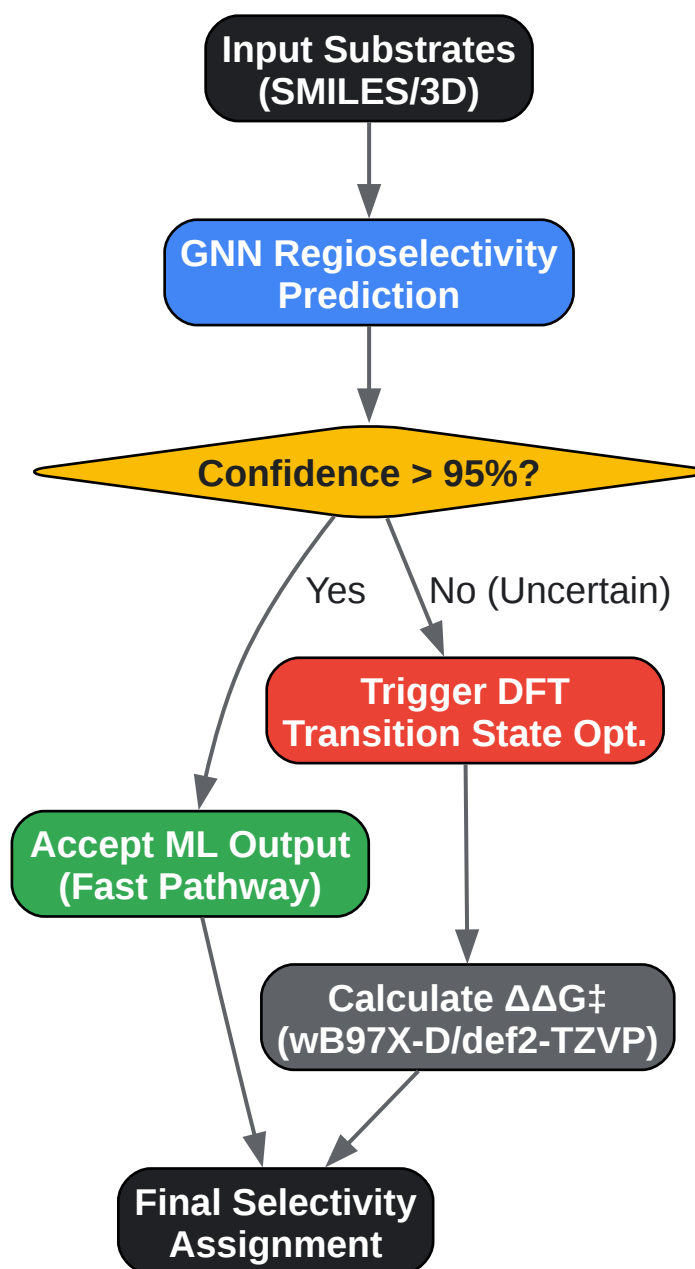 Input Substrates
(SMILES/3D)
GNN Regioselectivity
Prediction
Confidence > 95%?
Yes
No (Uncertain)
Trigger DFT
Transition State Opt.
Accept ML Output
(Fast Pathway)
Calculate ΔΔG‡
(wB97X-D/def2-TZVP)
Final Selectivity
Assignment